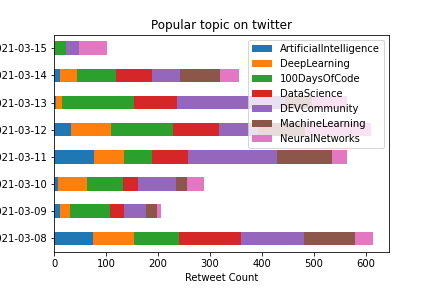 Popular topic on twitter
021-03-15
021-03-14
021-03-13
021-03-12
021-03-11
021-03-10
021-03-09
021-03-08
ArtificialIntelligence
DeepLearning
100DaysOfCode
DataScience
DEVCommunity
MachineLearning
NeuralNetworks
0 100 200 300 400 500 600
Retweet Count